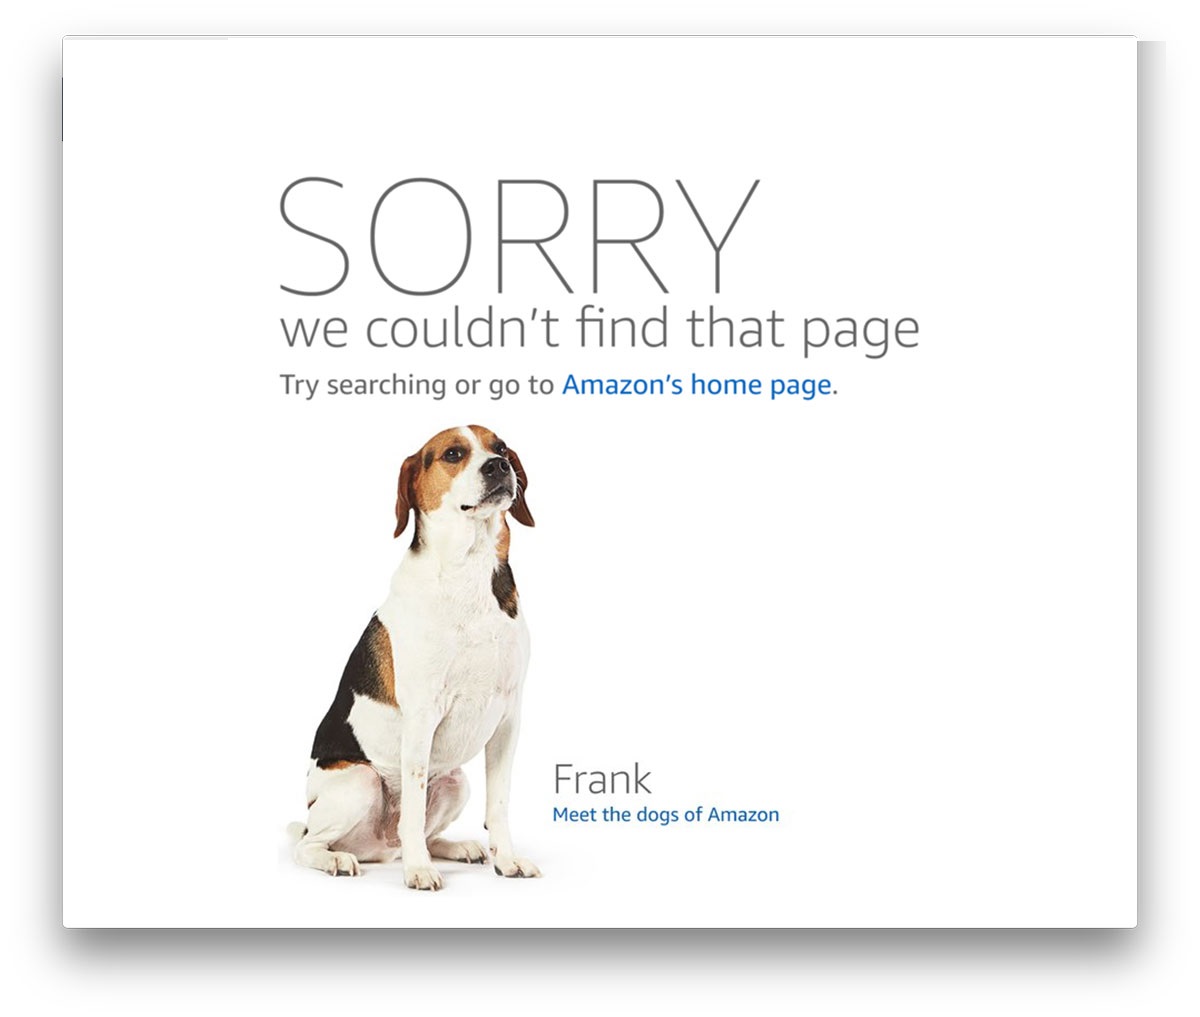 SORRY
we couldn't find that page
Try searching or go to Amazon's home page.
Frank
Meet the dogs of Amazon